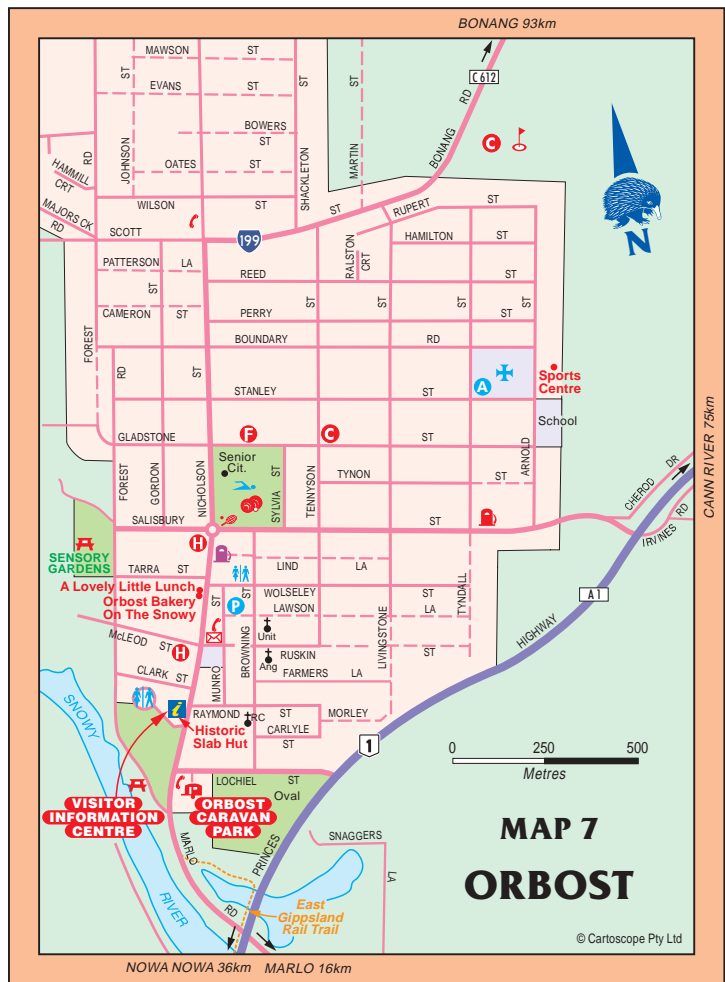 BONANG 93km
MAWSON ST
EVANS ST
BOWERS ST
OATES ST
WILSON ST
SCOTT ST
HAMMILL CRT
MAJORS CK RD
RD
JOHNSON ST
SHACKLETON ST
MARTIN ST
BONANG RD
C612
C
N
199
RUPERT ST
HAMILTON ST
RALSTON CRT
PATTERSON LA
REED ST
CAMERON ST
PERRY ST
BOUNDARY RD
FOREST RD
ST
ST
ST
ST
ST
ST
STANLEY ST
A
Sports
Centre
School
CANN RIVER 75km
GLADSTONE ST
F
C
Senior
Cit.
SYLVIA ST
TENNYSON
TYNON ST
ARNOLD
FOREST
GORDON
NICHOLSON
SALISBURY ST
CHEROD DR
IRVINES RD
H
SENSORY
GARDENS
TARRA ST
LIND LA
A Lovely Little Lunch
Orbost Bakery
On The Snowy
P
WOLSELEY ST
LAWSON LA
TYNDALL
LIVINGSTONE
A1
HIGHWAY
McLEOD ST
H
Unit
Ang
RUSKIN ST
FARMERS LA
BROWNING ST
MUNRO ST
CLARK ST
i
RAYMOND ST
RC
MORLEY
CARLYLE ST
Historic
Slab Hut
SNOWY
RIVER
1
LOCHIEL ST
Oval
VISITOR
INFORMATION
CENTRE
ORBOST
CARAVAN
PARK
0 250 500
Metres
MAP 7
ORBOST
MARLO RD
PRINCES
SNAGGERS LA
East
Gippsland
Rail Trail
© Cartoscope Pty Ltd
NOWA NOWA 36km MARLO 16km